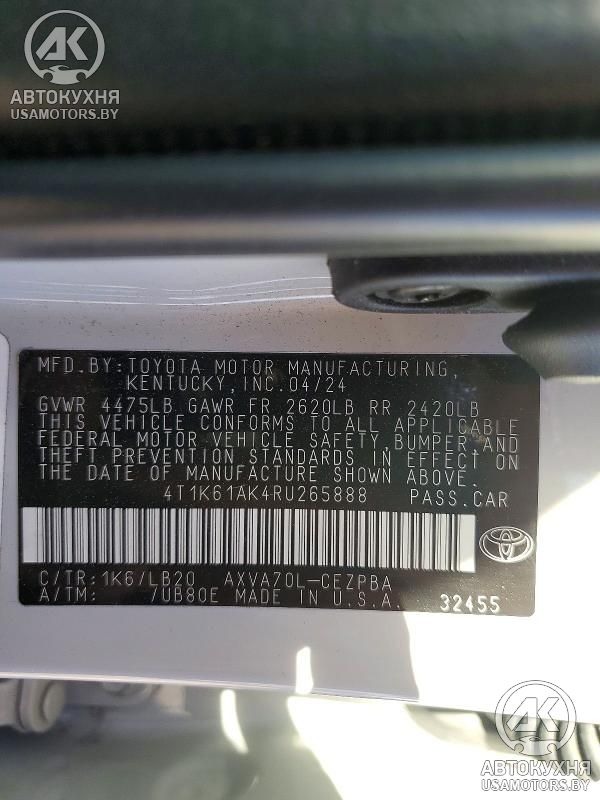 AK
АВТОКУХНЯ
USAMOTORS.BY
MFD.BY:TOYOTA MOTOR MANUFACTURING,
KENTUCKY,INC.04/24
GVWR 4475LB GAWR FR 2620LB RR 2420LB
THIS VEHICLE CONFORMS TO ALL APPLICABLE
FEDERAL MOTOR VEHICLE SAFETY,BUMPER,AND
THEFT PREVENTION STANDARDS IN EFFECT ON
THE DATE OF MANUFACTURE SHOWN ABOVE.
4T1K61AK4RU265888 PASS.CAR
C/TR:1K6/LB20 AXVA70L-CEZPBA
A/TM: /UB80E MADE IN U.S.A. 32455
AK
АВТОКУХНЯ
USAMOTORS.BY